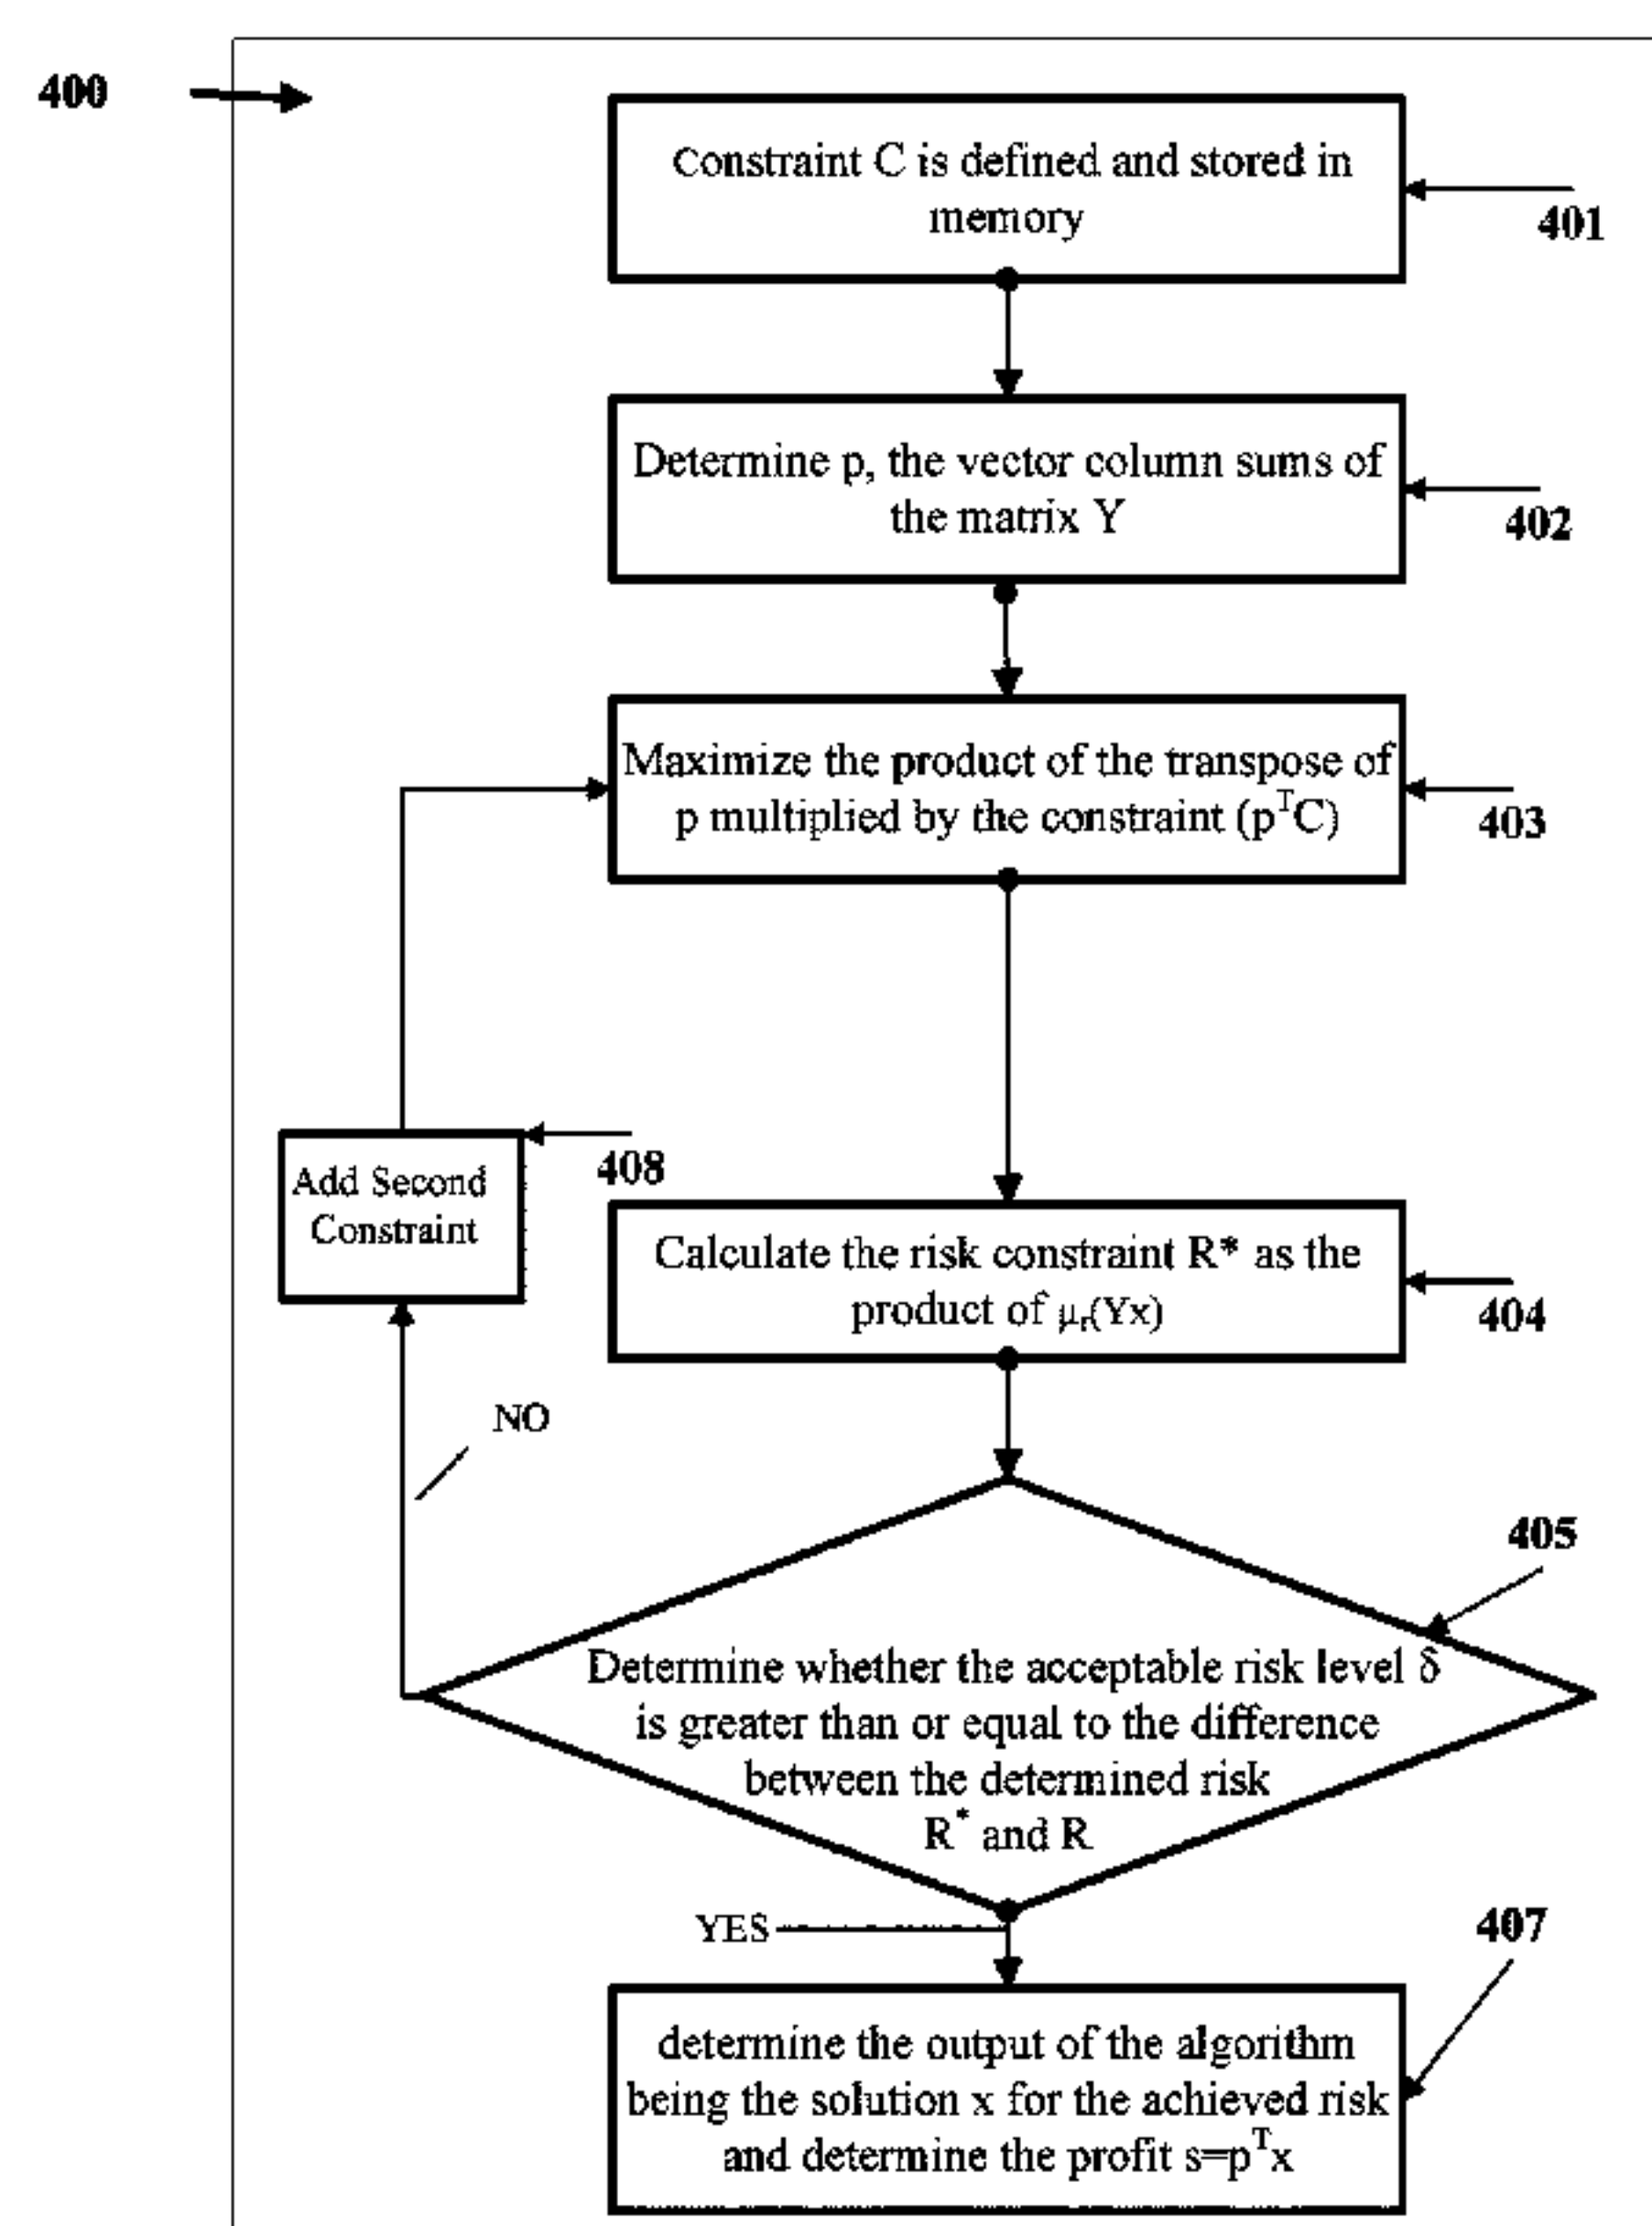 400
Constraint C is defined and stored in
memory
401
Determine p, the vector column sums of
the matrix Y
402
Maximize the product of the transpose of
p multiplied by the constraint (pᵀC)
403
Add Second
Constraint
408
Calculate the risk constraint R* as the
product of μᵣ(Yx)
404
NO
405
Determine whether the acceptable risk level δ
is greater than or equal to the difference
between the determined risk
R* and R
YES
407
determine the output of the algorithm
being the solution x for the achieved risk
and determine the profit s=pᵀx